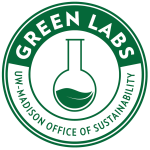 GREEN LABS
UW-MADISON OFFICE OF SUSTAINABILITY